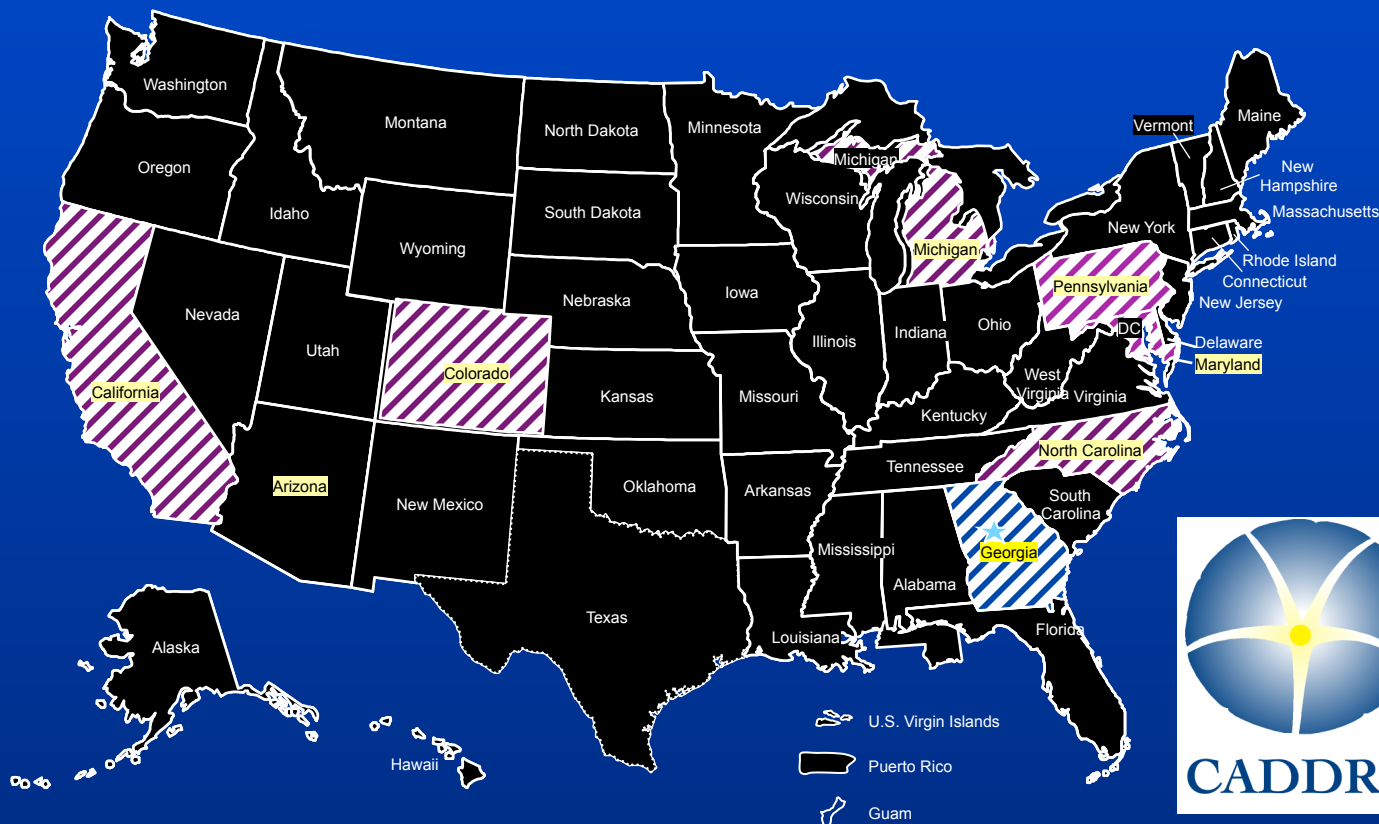 Washington
Montana
North Dakota
Minnesota
Michigan
Vermont
Maine
Oregon
Idaho
Wyoming
South Dakota
Wisconsin
Michigan
New York
New
Hampshire
Massachusetts
Rhode Island
Connecticut
New Jersey
Nevada
Utah
Colorado
Nebraska
Iowa
Illinois
Indiana
Ohio
Pennsylvania
DC
Delaware
Maryland
California
Kansas
Missouri
Kentucky
West
Virginia
Virginia
Arizona
New Mexico
Oklahoma
Arkansas
Tennessee
North Carolina
South
Carolina
Georgia
Mississippi
Alabama
Texas
Louisiana
Florida
Alaska
Hawaii
U.S. Virgin Islands
Puerto Rico
Guam
CADDR